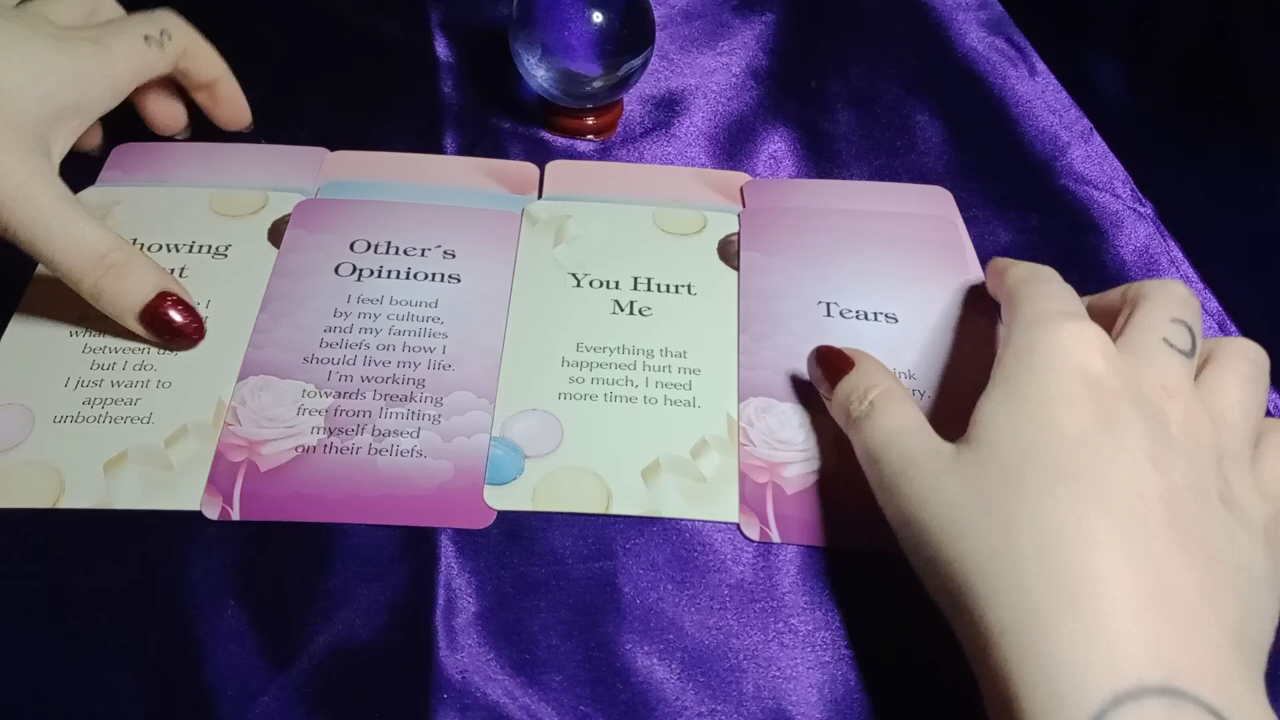 howing
what
between us,
but I do.
I just want to
appear
unbothered.
Other´s
Opinions
I feel bound
by my culture,
and my families
beliefs on how I
should live my life.
I´m working
towards breaking
free from limiting
myself based
on their beliefs.
You Hurt
Me
Everything that
happened hurt me
so much, I need
more time to heal.
Tears